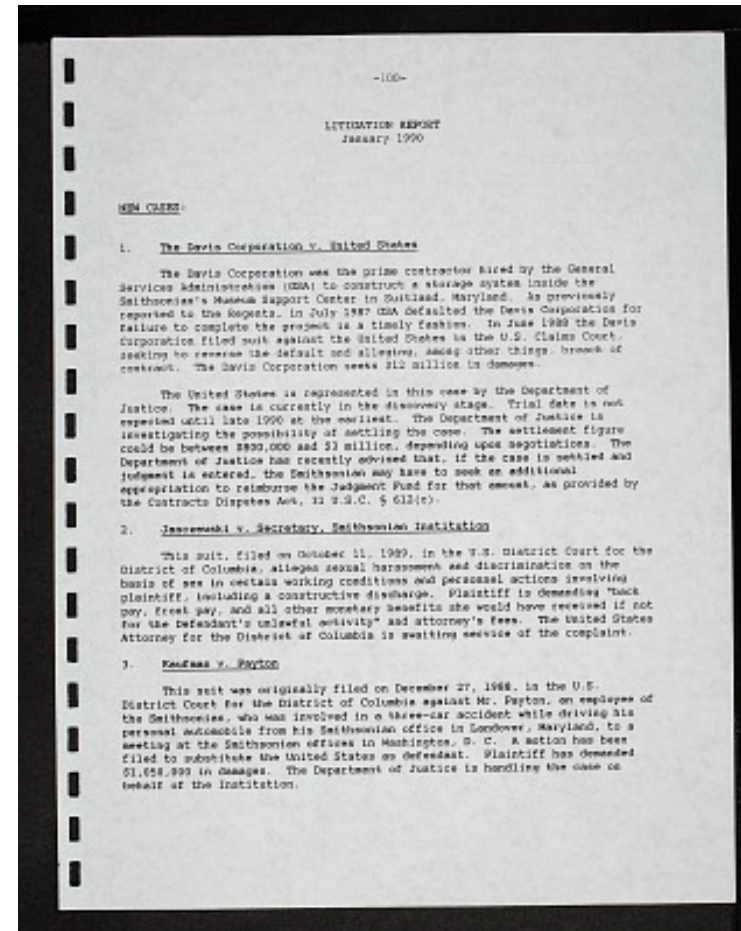 -100-
LITIGATION REPORT
January 1990
NEW CASES:
1. The Davis Corporation v. United States
The Davis Corporation was the prime contractor hired by the General
Services Administration (GSA) to construct a storage system inside the
Smithsonian's Museum Support Center in Suitland, Maryland. As previously
reported to the Regents, in July 1987 GSA defaulted the Davis Corporation for
failure to complete the project in a timely fashion. In June 1988 the Davis
Corporation filed suit against the United States in the U.S. Claims Court,
seeking to reverse the default and alleging, among other things, breach of
contract. The Davis Corporation seeks $12 million in damages.
The United States is represented in this case by the Department of
Justice. The case is currently in the discovery stage. Trial date is not
expected until late 1990 at the earliest. The Department of Justice is
investigating the possibility of settling the case. The settlement figure
could be between $800,000 and $3 million, depending upon negotiations. The
Department of Justice has recently advised that, if the case is settled and
judgment is entered, the Smithsonian may have to seek an additional
appropriation to reimburse the Judgment Fund for that amount, as provided by
the Contracts Disputes Act, U.S.C. § 612(c).
2. v. Secretary, Smithsonian Institution
This suit, filed on October 11, 1989, in the U.S. District Court for the
District of Columbia, alleges sexual harassment and discrimination on the
basis of sex in certain working conditions and personnel actions involving
plaintiff, including a constructive discharge. Plaintiff is demanding "back
pay, front pay, and all other monetary benefits she would have received if not
for the Defendant's unlawful activity" and attorney's fees. The United States
Attorney for the District of Columbia is awaiting service of the complaint.
3. Kaufman v. Payton
This suit was originally filed on December 27, 1988, in the U.S.
District Court for the District of Columbia against Mr. Payton, an employee of
the Smithsonian, who was involved in a three-car accident while driving his
personal automobile from his Smithsonian office in Landover, Maryland, to a
meeting at the Smithsonian offices in Washington, D. C. A motion has been
filed to substitute the United States as defendant. Plaintiff has demanded
$1,050,000 in damages. The Department of Justice is handling the case on
behalf of the Institution.